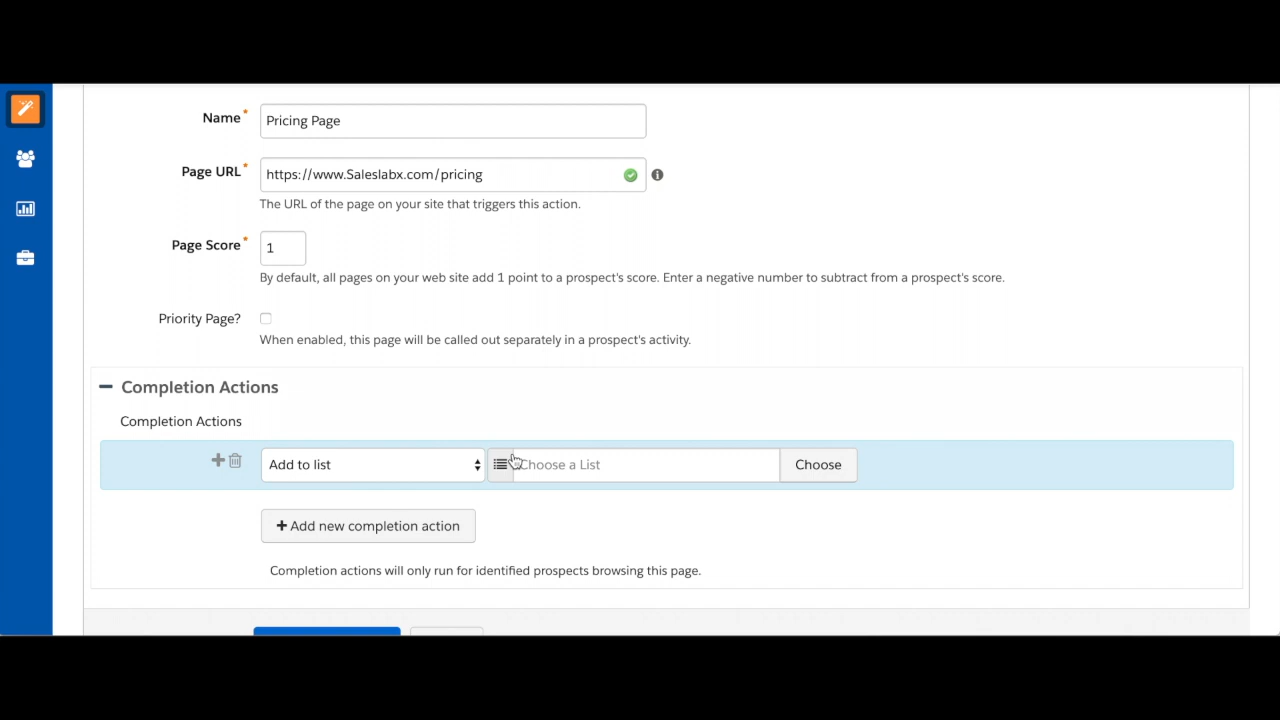 Name*
Pricing Page
Page URL*
https://www.Saleslabx.com/pricing
The URL of the page on your site that triggers this action.
Page Score*
1
By default, all pages on your web site add 1 point to a prospect's score. Enter a negative number to subtract from a prospect's score.
Priority Page?
When enabled, this page will be called out separately in a prospect's activity.
Completion Actions
Completion Actions
Add to list
Choose a List
Choose
Add new completion action
Completion actions will only run for identified prospects browsing this page.